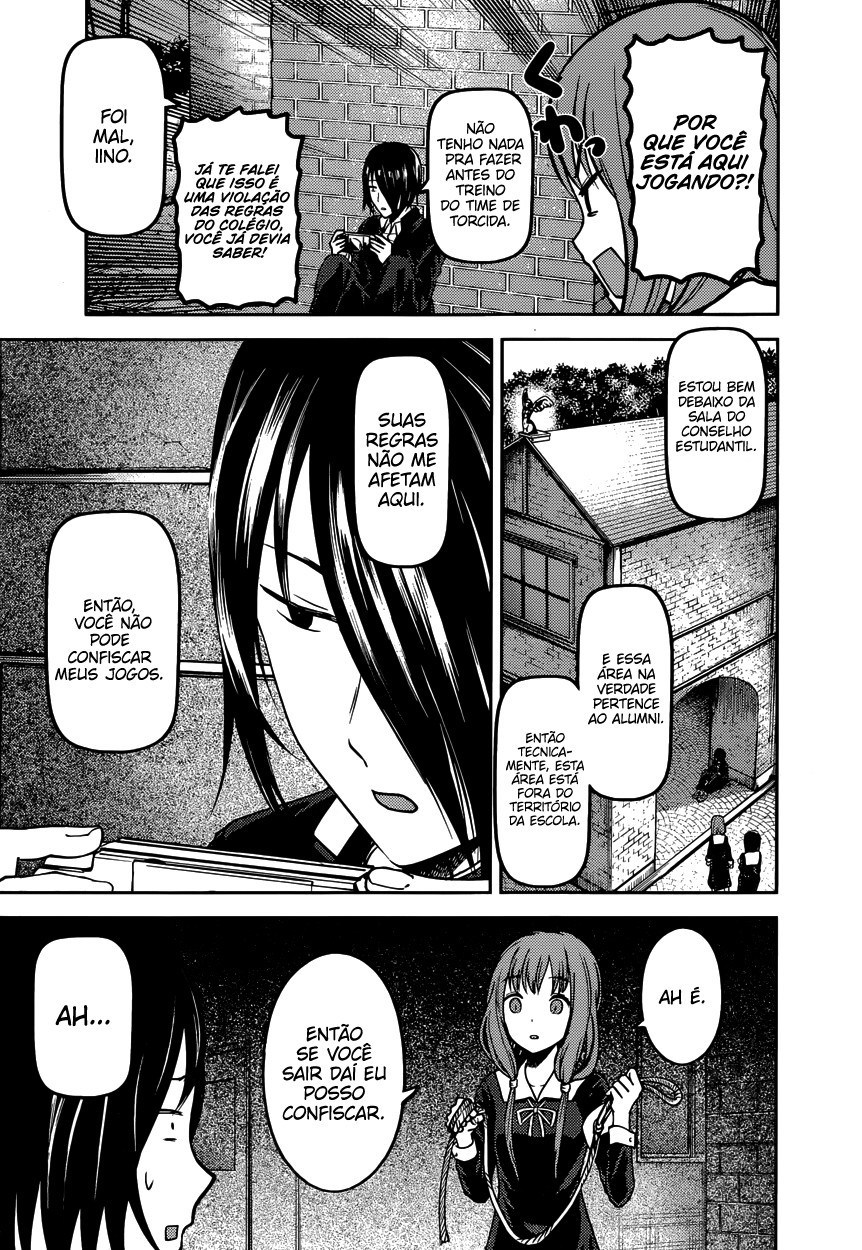 POR
QUE VOCÊ
ESTÁ AQUI
JOGANDO?!
くわっ
NÃO
TENHO NADA
PRA FAZER
ANTES DO
TREINO
DO TIME DE
TORCIDA.
JÁ TE FALEI
QUE ISSO É
UMA VIOLAÇÃO
DAS REGRAS
DO COLÉGIO,
VOCÊ JÁ DEVIA
SABER!
FOI
MAL,
IINO.
ESTOU BEM
DEBAIXO DA
SALA DO
CONSELHO
ESTUDANTIL.
E ESSA
ÁREA NA
VERDADE
PERTENCE
AO ALUMNI.
ENTÃO
TECNICA-
MENTE, ESTA
ÁREA ESTÁ
FORA DO
TERRITÓRIO
DA ESCOLA.
SUAS
REGRAS
NÃO ME
AFETAM
AQUI.
ENTÃO,
VOCÊ NÃO
PODE
CONFISCAR
MEUS JOGOS.
AH É.
ENTÃO
SE VOCÊ
SAIR DAÍ EU
POSSO
CONFISCAR.
AH...